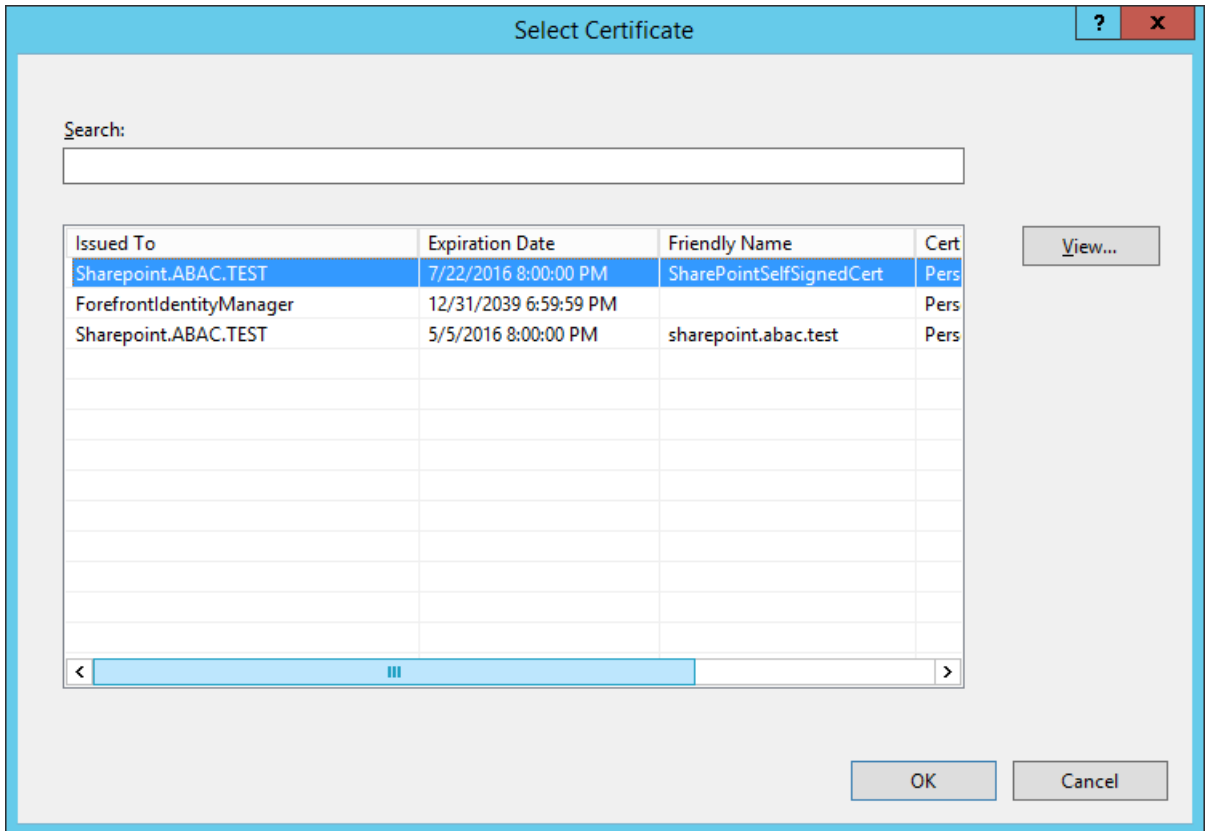 Select Certificate ? x
Search:
Issued To Expiration Date Friendly Name Cert
View...
Sharepoint.ABAC.TEST 7/22/2016 8:00:00 PM SharePointSelfSignedCert Pers
ForefrontIdentityManager 12/31/2039 6:59:59 PM Pers
Sharepoint.ABAC.TEST 5/5/2016 8:00:00 PM sharepoint.abac.test Pers
OK Cancel